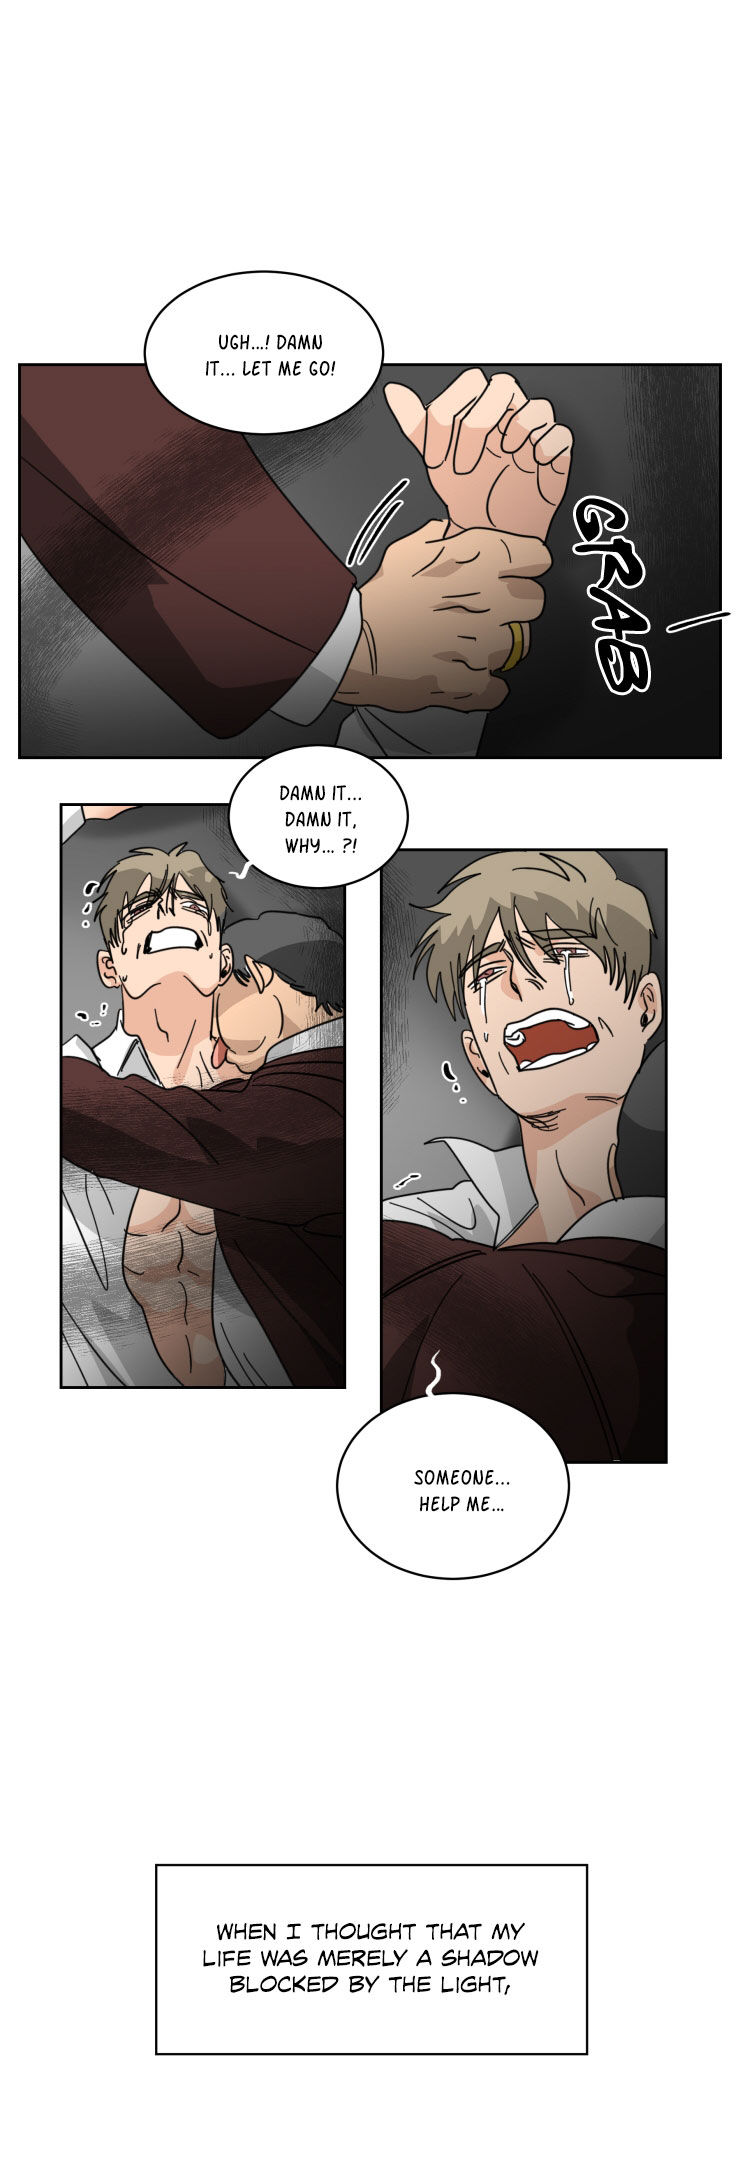 UGH...! DAMN
IT... LET ME GO!
GRAB
DAMN IT...
DAMN IT,
WHY... ?!
SOMEONE...
HELP ME...
WHEN I THOUGHT THAT MY
LIFE WAS MERELY A SHADOW
BLOCKED BY THE LIGHT,